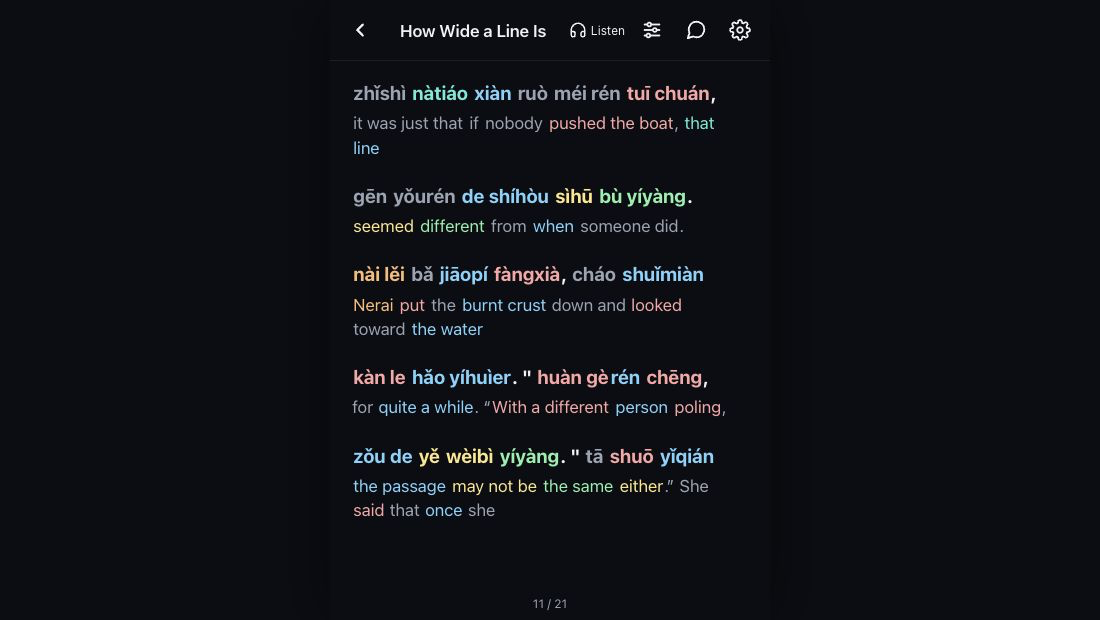 How Wide a Line Is Listen
zhǐshì nàtiáo xiàn ruò méi rén tuī chuán,
it was just that if nobody pushed the boat, that
line
gēn yǒurén de shíhòu sìhū bù yíyàng.
seemed different from when someone did.
nài lěi bǎ jiāopí fàngxià, cháo shuǐmiàn
Nerai put the burnt crust down and looked
toward the water
kàn le hǎo yíhuìer. " huàn gè rén chēng,
for quite a while. “With a different person poling,
zǒu de yě wèibì yíyàng. " tā shuō yǐqián
the passage may not be the same either.” She
said that once she
11 / 21